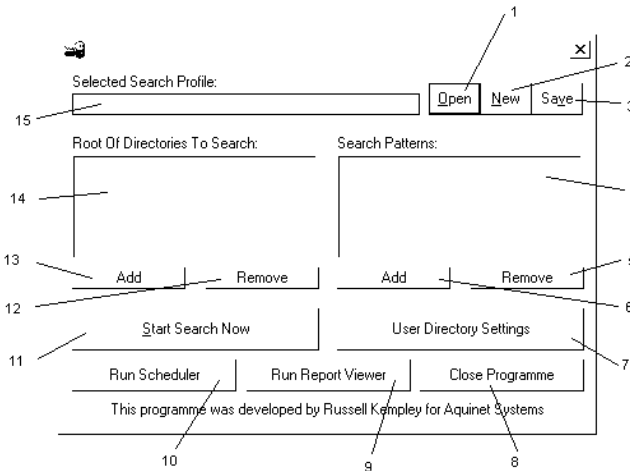 1
2
Selected Search Profile:
15
Open New Save
3
Root Of Directories To Search: Search Patterns:
14
13
Add Remove Add Remove
12
6
11
Start Search Now User Directory Settings
7
Run Scheduler Run Report Viewer Close Programme
This programme was developed by Russell Kempley for Aquinet Systems
10
9
8